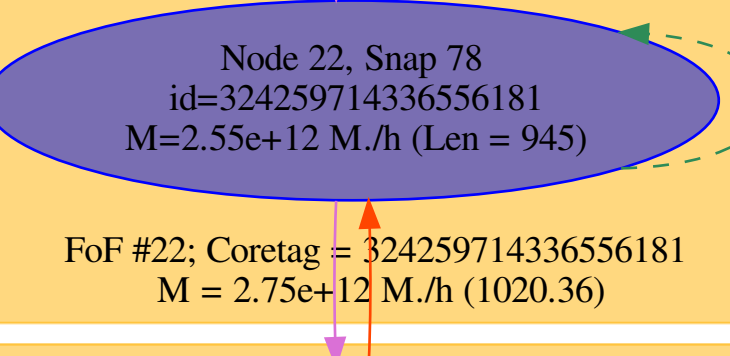 Node 22, Snap 78
id=324259714336556181
M=2.55e+12 M./h (Len = 945)
FoF #22; Coretag = 324259714336556181
M = 2.75e+12 M./h (1020.36)